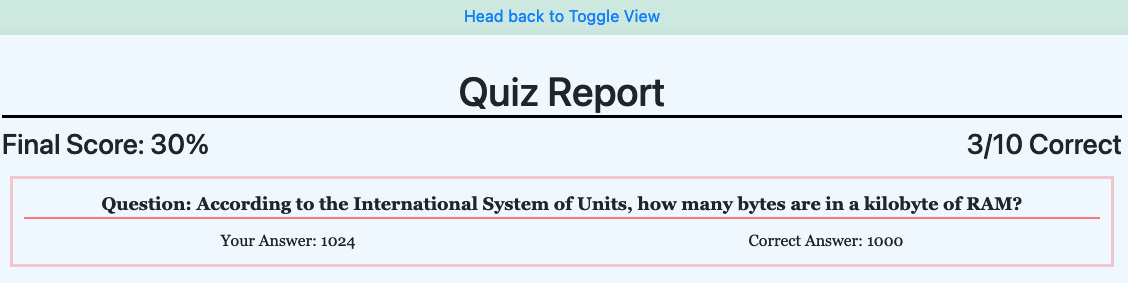 Head back to Toggle View
Quiz Report
Final Score: 30% 3/10 Correct
Question: According to the International System of Units, how many bytes are in a kilobyte of RAM?
Your Answer: 1024 Correct Answer: 1000